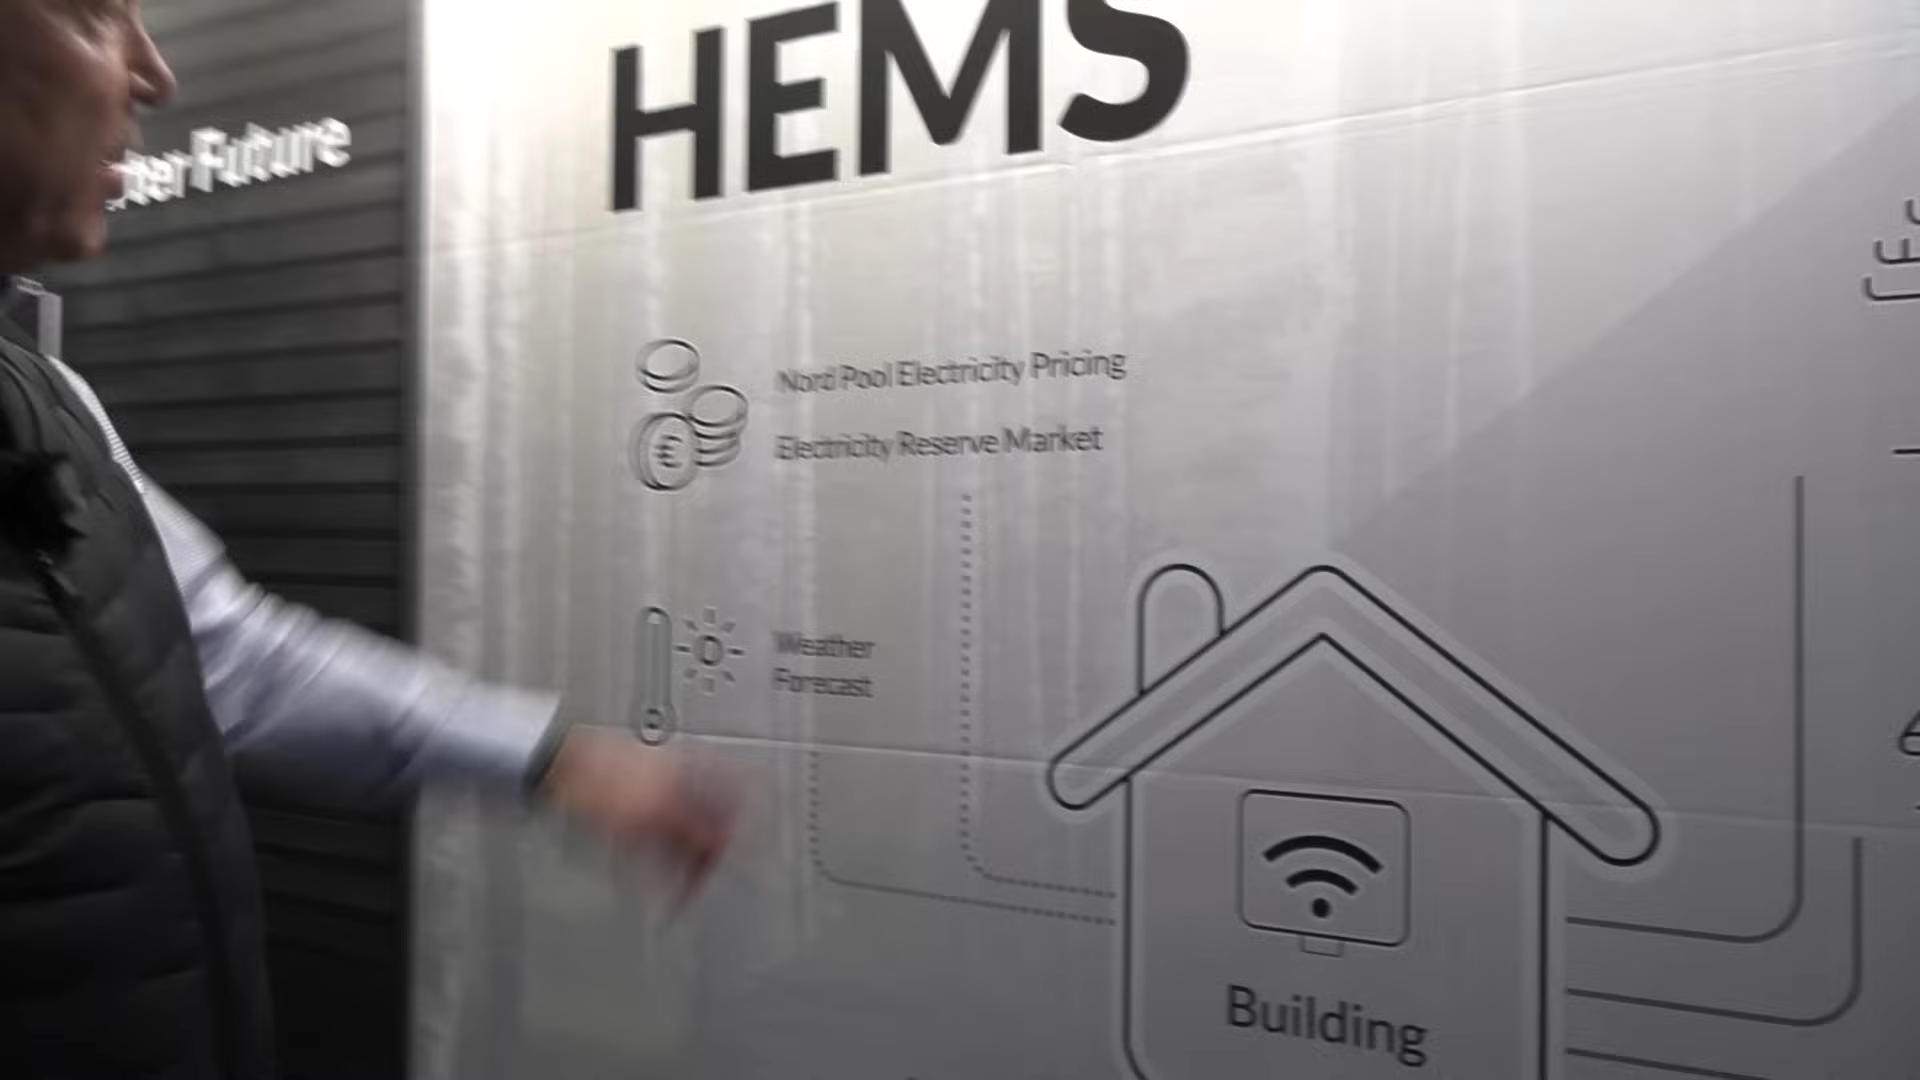 HEMS
Future
Nord Pool Electricity Pricing
Electricity Reserve Market
€
Weather
Forecast
Building